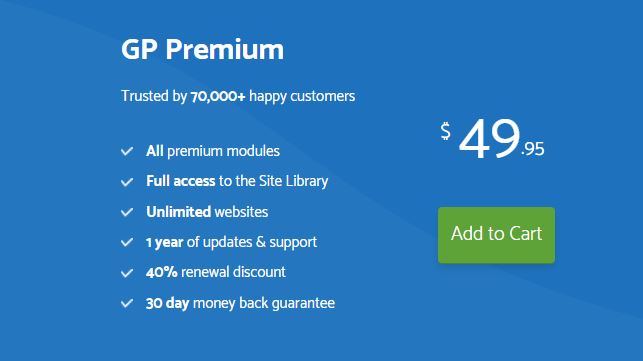 GP Premium
Trusted by 70,000+ happy customers
All premium modules
Full access to the Site Library
Unlimited websites
1 year of updates & support
40% renewal discount
30 day money back guarantee
$ 49.95
Add to Cart